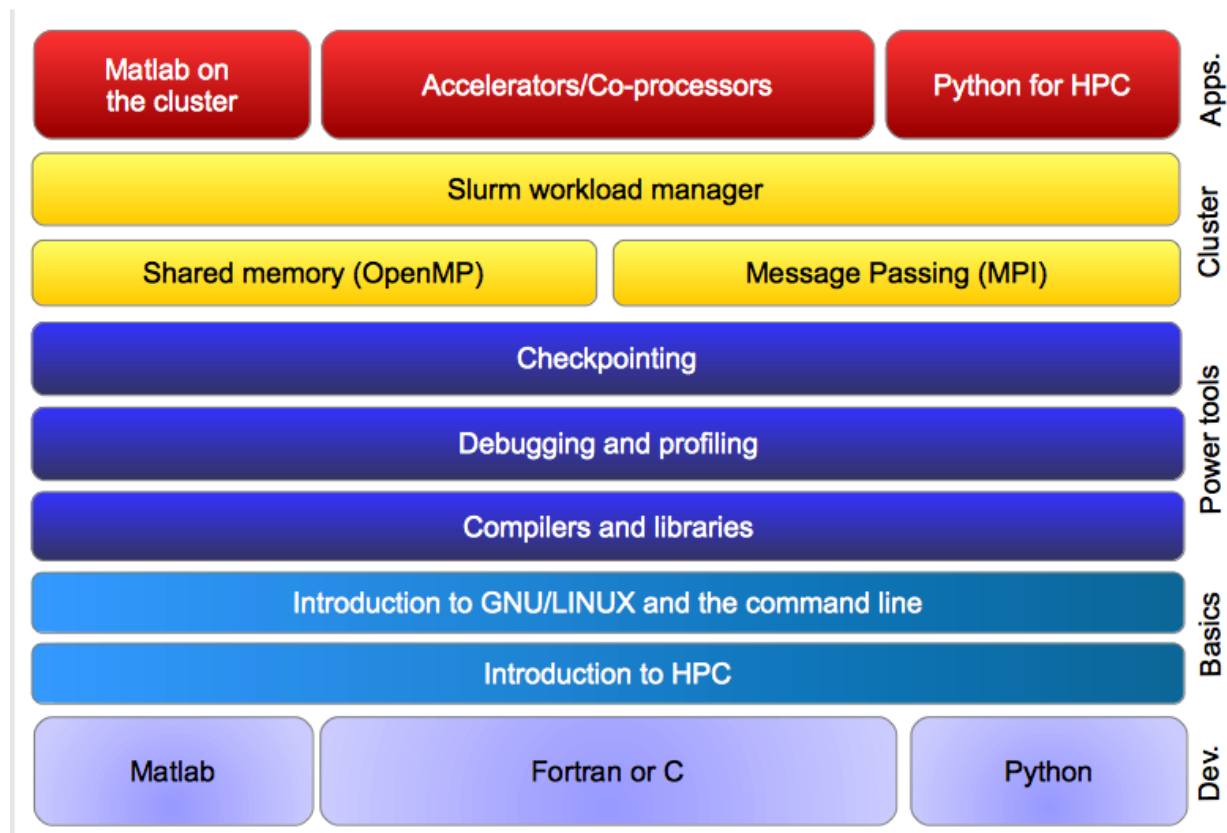 Matlab on
the cluster
Accelerators/Co-processors
Python for HPC
Apps.
Slurm workload manager
Shared memory (OpenMP)
Message Passing (MPI)
Cluster
Checkpointing
Debugging and profiling
Compilers and libraries
Power tools
Introduction to GNU/LINUX and the command line
Introduction to HPC
Basics
Matlab
Fortran or C
Python
Dev.